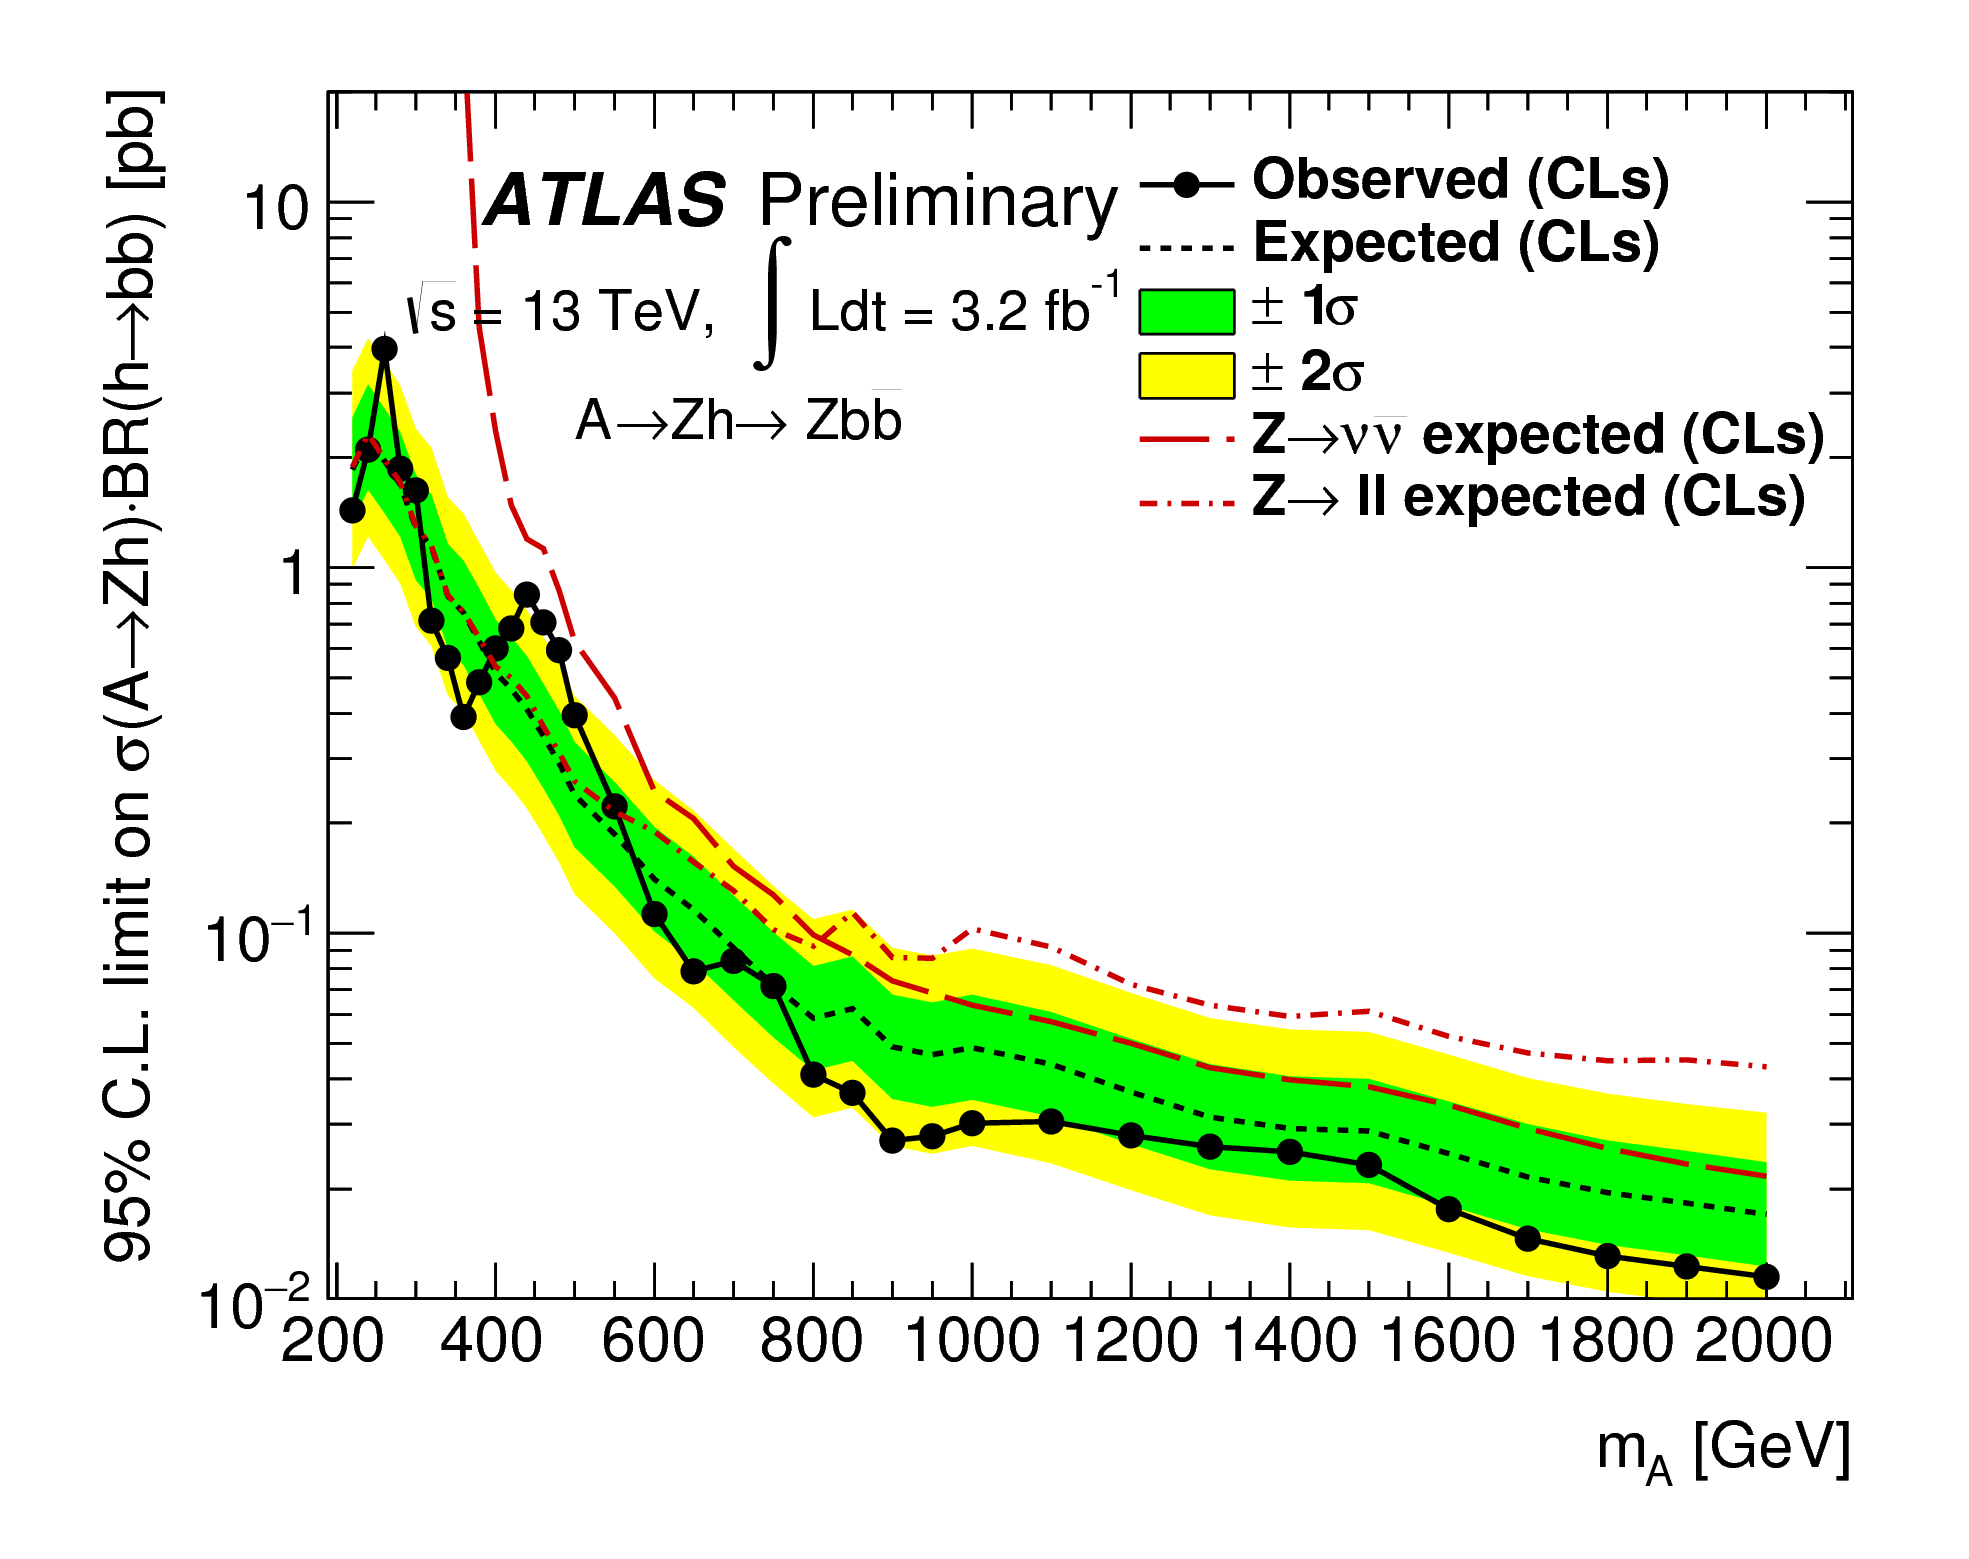 95% C.L. limit on σ(A→Zh)·BR(h→bb) [pb]
10
1
10⁻¹
10⁻²
ATLAS Preliminary
√s = 13 TeV, ∫ Ldt = 3.2 fb⁻¹
A→Zh→ Zbb̅
Observed (CLs)
Expected (CLs)
± 1σ
± 2σ
Z→νν̅ expected (CLs)
Z→ ll expected (CLs)
200 400 600 800 1000 1200 1400 1600 1800 2000
m_A [GeV]